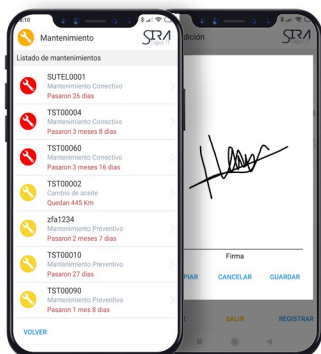 Mantenimiento
SIRA
Listado de mantenimientos
SUTEL0001
Mantenimiento Correctivo
Pasaron 26 dias
TST00004
Mantenimiento Correctivo
Pasaron 3 meses 8 dias
TST00060
Mantenimiento Correctivo
Pasaron 3 meses 16 dias
TST00002
Cambio de aceite
Quedan 445 Km
zfa1234
Mantenimiento Preventivo
Pasaron 2 meses 7 dias
TST00010
Mantenimiento Preventivo
Pasaron 27 dias
TST00090
Mantenimiento Preventivo
Pasaron 1 mes 8 dias
VOLVER
dición
SIRA
Firma
PIAR CANCELAR GUARDAR
SALIR REGISTRAR